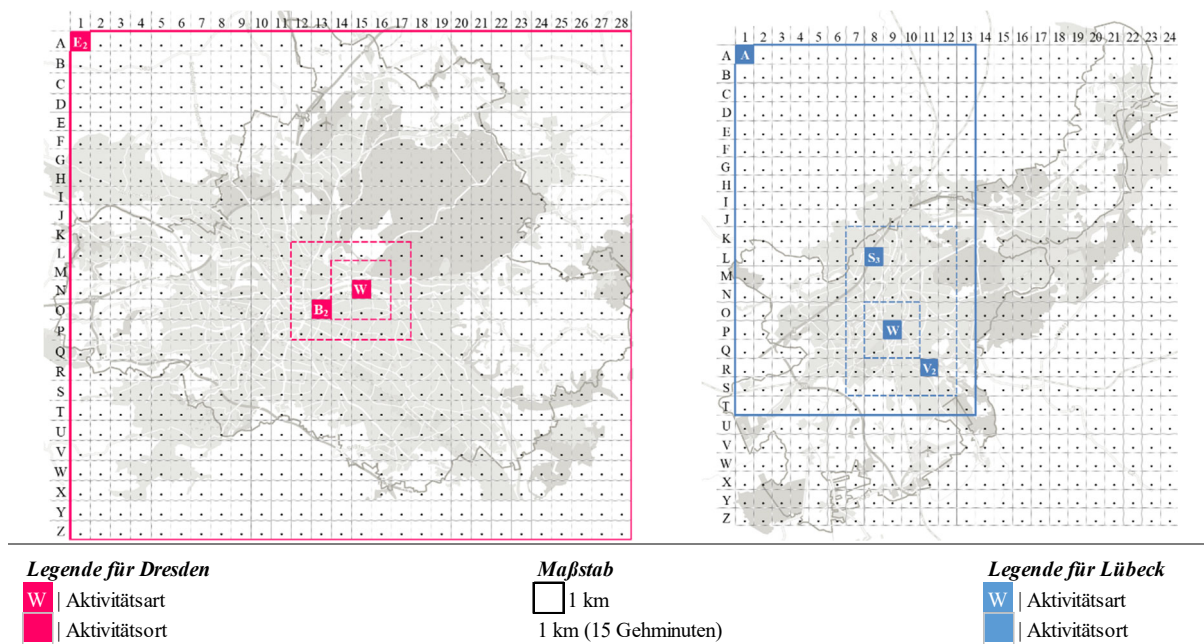 1 2 3 4 5 6 7 8 9 10 11 12 13 14 15 16 17 18 19 20 21 22 23 24 25 26 27 28
A E₂
B
C
D
E
F
G
H
I
J
K
L
M
N W
O B₂
P
Q
R
S
T
U
V
W
X
Y
Z
1 2 3 4 5 6 7 8 9 10 11 12 13 14 15 16 17 18 19 20 21 22 23 24
A A
B
C
D
E
F
G
H
I
J
K
L S₃
M
N
O
P W
Q
R V₂
S
T
U
V
W
X
Y
Z
Legende für Dresden
W | Aktivitätsart
| Aktivitätsort
Maßstab
1 km
1 km (15 Gehminuten)
Legende für Lübeck
W | Aktivitätsart
| Aktivitätsort